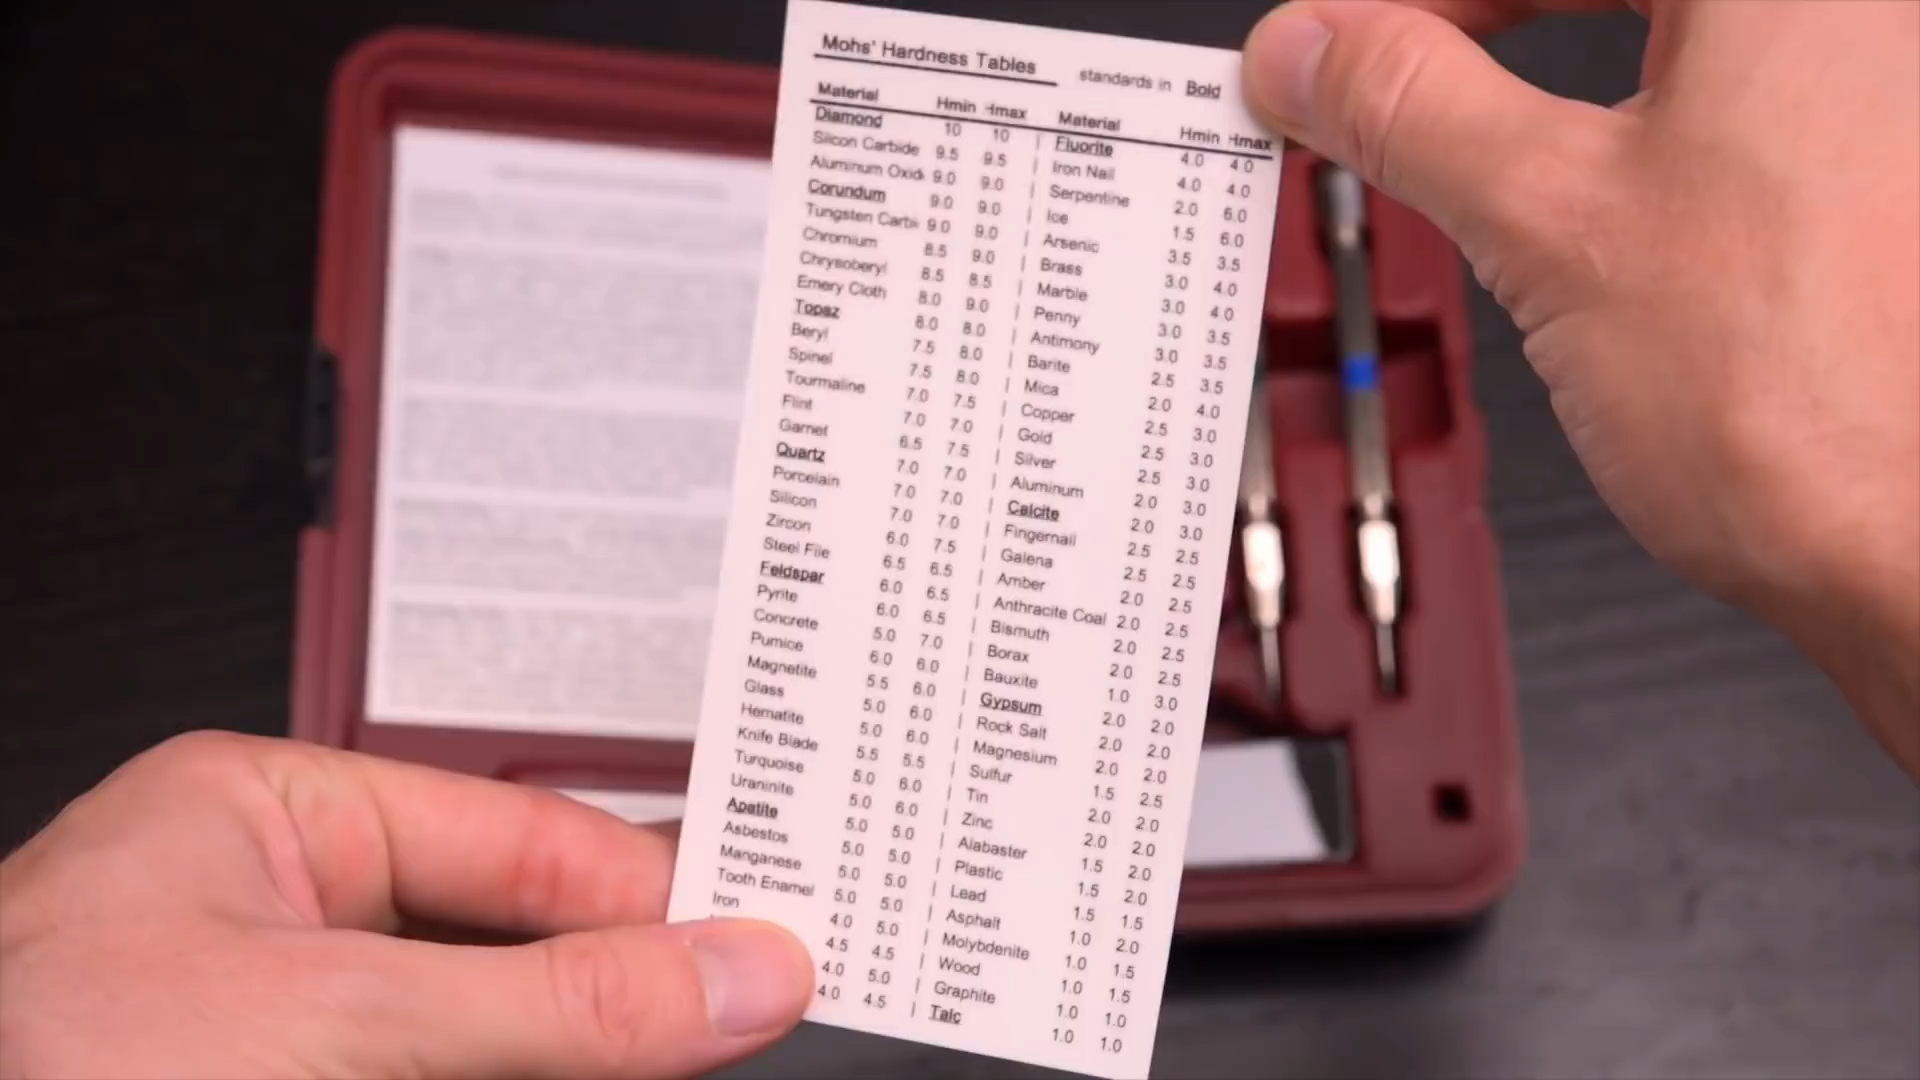 Mohs' Hardness Tables standards in Bold
Material Hmin Hmax Material Hmin Hmax
Diamond 10 10 | Fluorite 4.0 4.0
Silcon Carbide 9.5 9.5 | Iron Nail 4.0 4.0
Aluminum Oxid 9.0 9.0 | Serpentine 2.0 6.0
Corundum 9.0 9.0 | Ice 1.5 6.0
Tungsten Carbi 9.0 9.0 | Arsenic 3.5 3.5
Chromium 8.5 9.0 | Brass 3.0 4.0
Chrysoberyl 8.5 8.5 | Marble 3.0 4.0
Emery Cloth 8.0 9.0 | Penny 3.0 3.5
Topaz 8.0 8.0 | Antimony 3.0 3.5
Beryl 7.5 8.0 | Barite 2.5 3.5
Spinel 7.5 8.0 | Mica 2.0 4.0
Tourmaline 7.0 7.5 | Copper 2.5 3.0
Flint 7.0 7.0 | Gold 2.5 3.0
Garnet 6.5 7.5 | Silver 2.5 3.0
Quartz 7.0 7.0 | Aluminum 2.0 3.0
Porcelain 7.0 7.0 | Calcite 2.0 3.0
Silicon 7.0 7.0 | Fingernail 2.5 2.5
Zircon 6.0 7.5 | Galena 2.5 2.5
Steel File 6.5 6.5 | Amber 2.0 2.5
Feldspar 6.0 6.5 | Anthracite Coal 2.0 2.5
Pyrite 6.0 6.5 | Bismuth 2.0 2.5
Concrete 5.0 7.0 | Borax 2.0 2.5
Pumice 6.0 6.0 | Bauxite 1.0 3.0
Magnetite 5.5 6.0 | Gypsum 2.0 2.0
Glass 5.0 6.0 | Rock Salt 2.0 2.0
Hematite 5.0 6.0 | Magnesium 2.0 2.0
Knife Blade 5.5 5.5 | Sulfur 1.5 2.5
Turquoise 5.0 6.0 | Tin 2.0 2.0
Uraninite 5.0 6.0 | Zinc 2.0 2.0
Apatite 5.0 5.0 | Alabaster 1.5 2.0
Asbestos 5.0 5.0 | Plastic 1.5 2.0
Manganese 5.0 5.0 | Lead 1.5 1.5
Tooth Enamel 5.0 5.0 | Asphalt 1.0 2.0
Iron 4.0 5.0 | Molybdenite 1.0 1.5
4.5 4.5 | Wood 1.0 1.5
4.0 5.0 | Graphite 1.0 1.0
4.0 4.5 | Talc 1.0 1.0